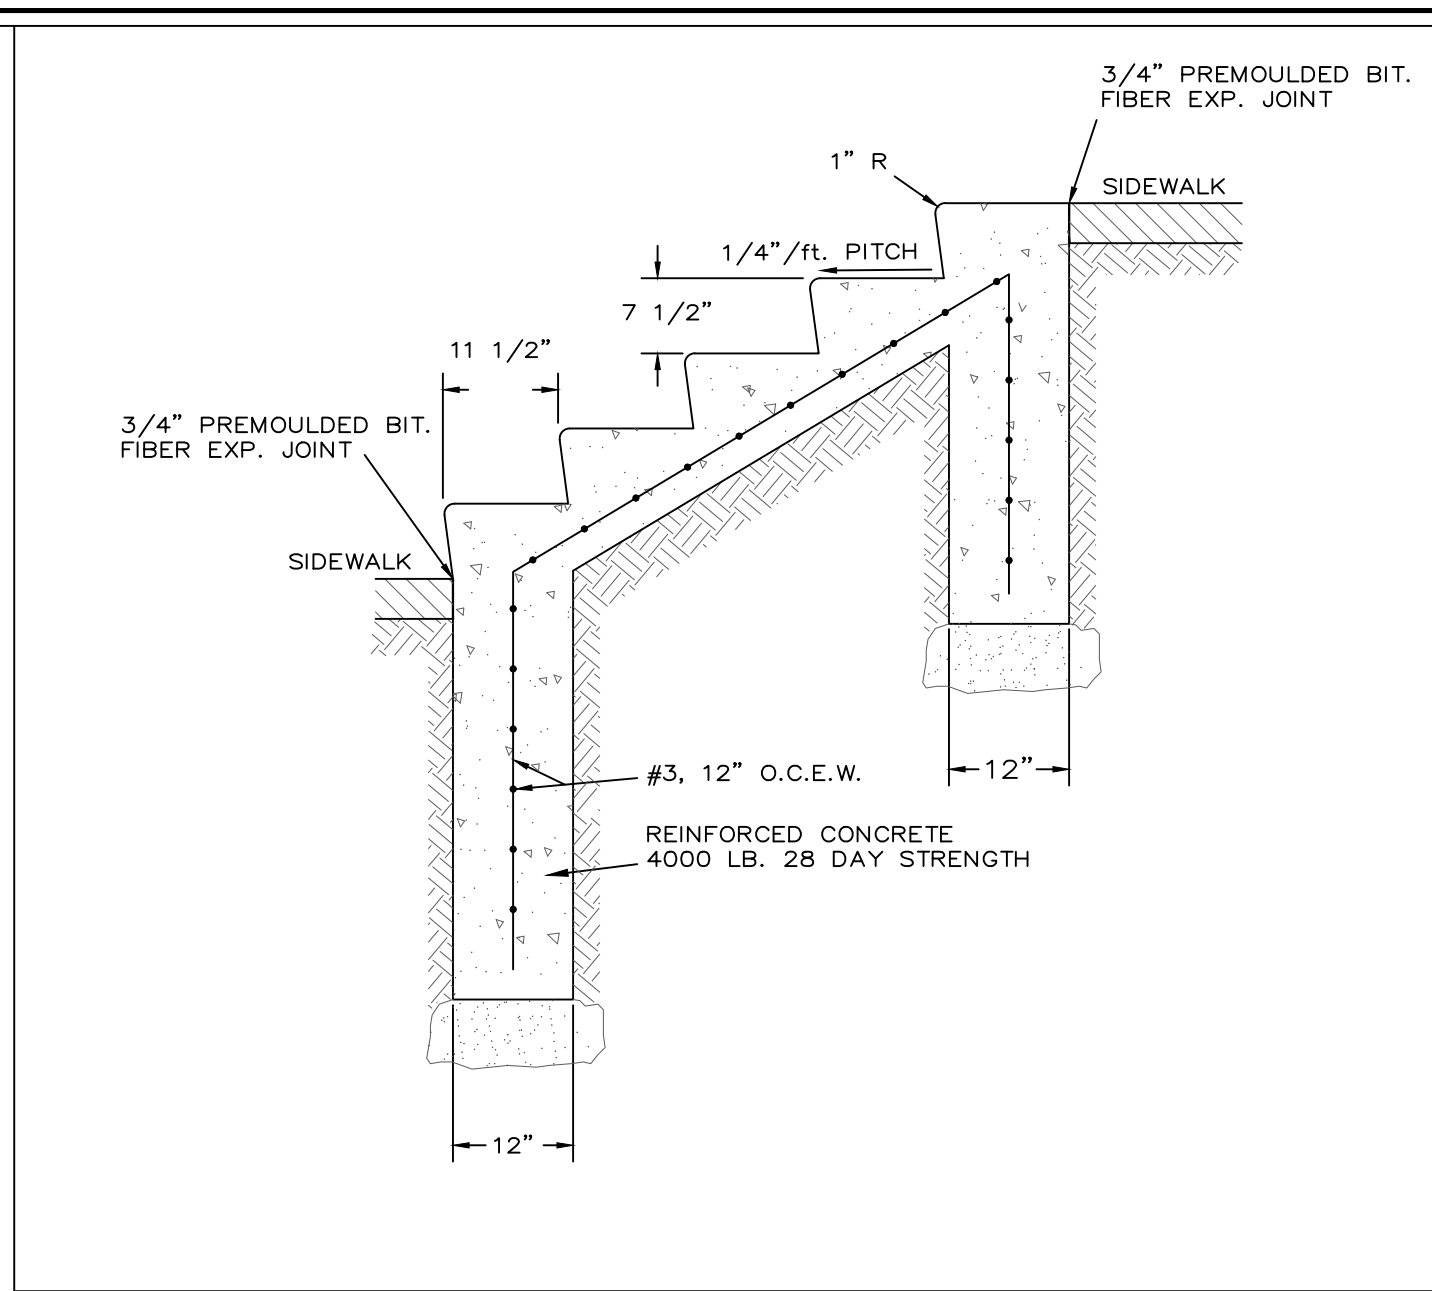 3/4” PREMOULDED BIT.
FIBER EXP. JOINT
1” R
SIDEWALK
1/4”/ft. PITCH
7 1/2”
11 1/2”
3/4” PREMOULDED BIT.
FIBER EXP. JOINT
SIDEWALK
12”
#3, 12” O.C.E.W.
REINFORCED CONCRETE
4000 LB. 28 DAY STRENGTH
12”